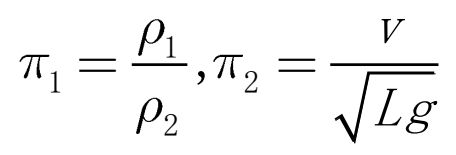 π₁ = ρ₁/ρ₂, π₂ = v/√(Lg)